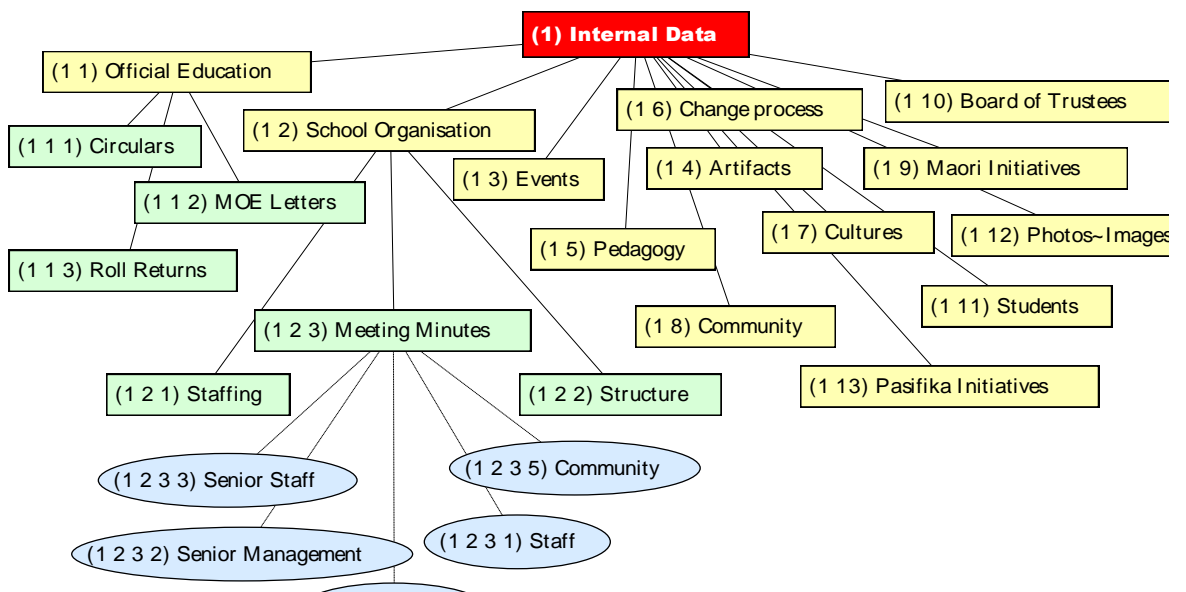 (1) Internal Data
(1 1) Official Education
(1 10) Board of Trustees
(1 6) Change process
(1 2) School Organisation
(1 1 1) Circulars
(1 4) Artifacts
(1 9) Maori Initiatives
(1 3) Events
(1 1 2) MOE Letters
(1 7) Cultures
(1 12) Photos~Images
(1 5) Pedagogy
(1 1 3) Roll Returns
(1 11) Students
(1 8) Community
(1 2 3) Meeting Minutes
(1 13) Pasifika Initiatives
(1 2 1) Staffing
(1 2 2) Structure
(1 2 3 5) Community
(1 2 3 3) Senior Staff
(1 2 3 1) Staff
(1 2 3 2) Senior Management